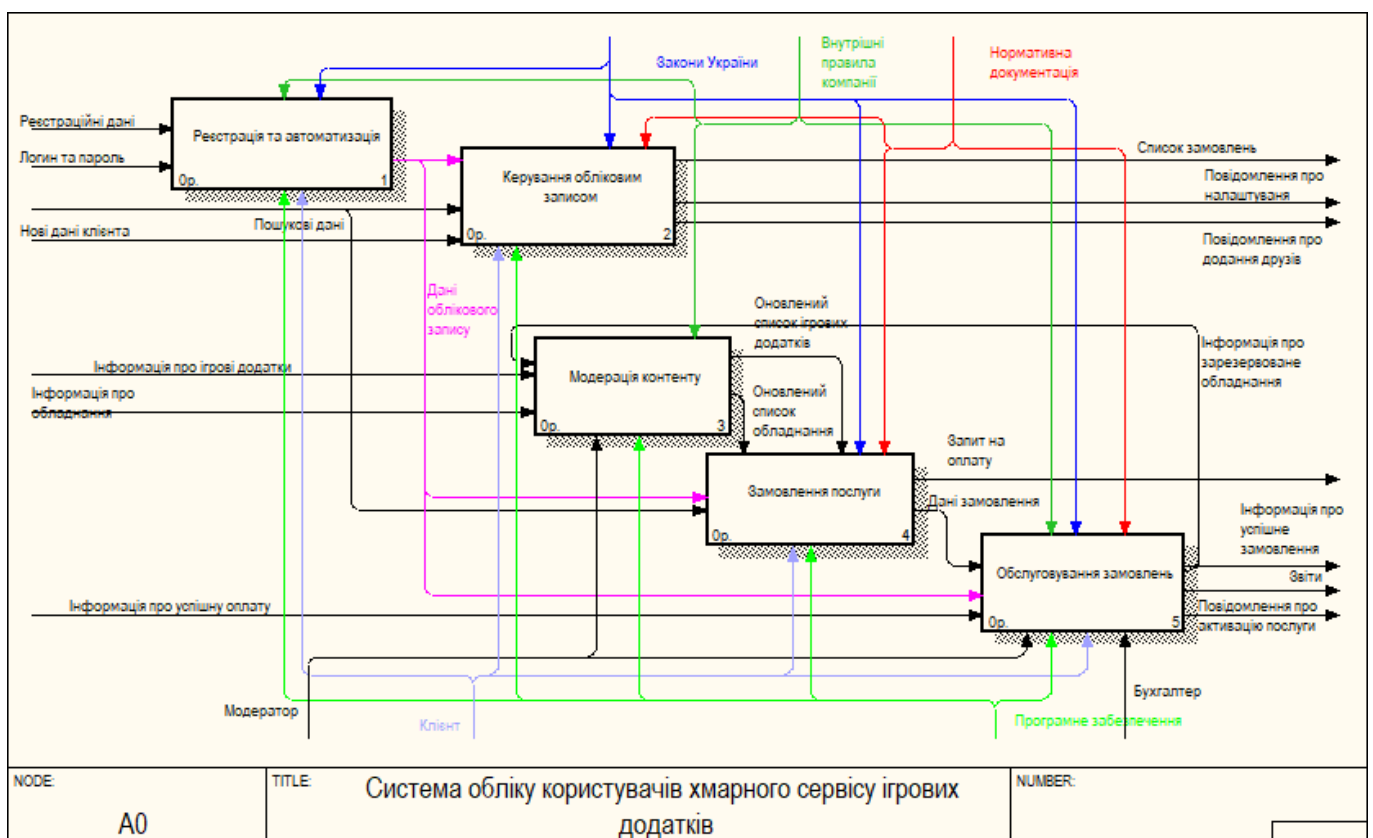 Закони України
Внутрішні
правила
компанії
Нормативна
документація
Реєстраційні дані
Логин та пароль
Реєстрація та автоматизація
0р.
1
Керування обліковим
записом
0р.
2
Список замовлень
Повідомлення про
налаштуваня
Повідомлення про
додання друзів
Пошукові дані
Нові дані клієнта
Дані
облікового
запису
Оновлений
список ігрових
додатків
Інформація про
зарезервоване
обладнання
Інформація про ігрові додатки
Інформація про
обладнання
Модерація контенту
0р.
3
Оновлений
список
обладнання
Запит на
оплату
Замовлення послуги
0р.
4
Дані замовлення
Інформація про
успішне
замовлення
Обслуговування замовлень
0р.
5
Звіти
Інформація про успішну оплату
Повідомлення про
активацію послуги
Модератор
Клієнт
Програмне забезпечення
Бухгалтер
NODE:
A0
TITLE:
Система обліку користувачів хмарного сервісу ігрових
додатків
NUMBER: